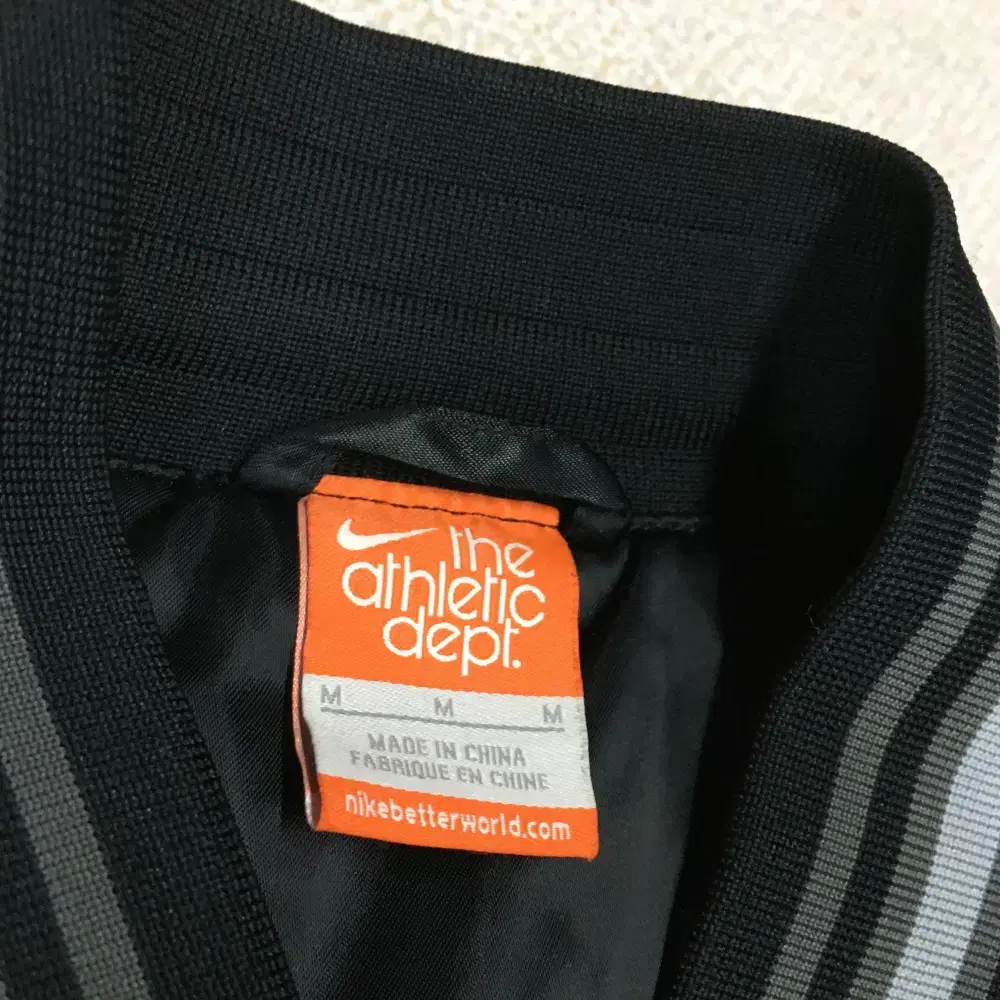 the
athletic
dept.
M M M
MADE IN CHINA
FABRIQUE EN CHINE
nikebetterworld.com